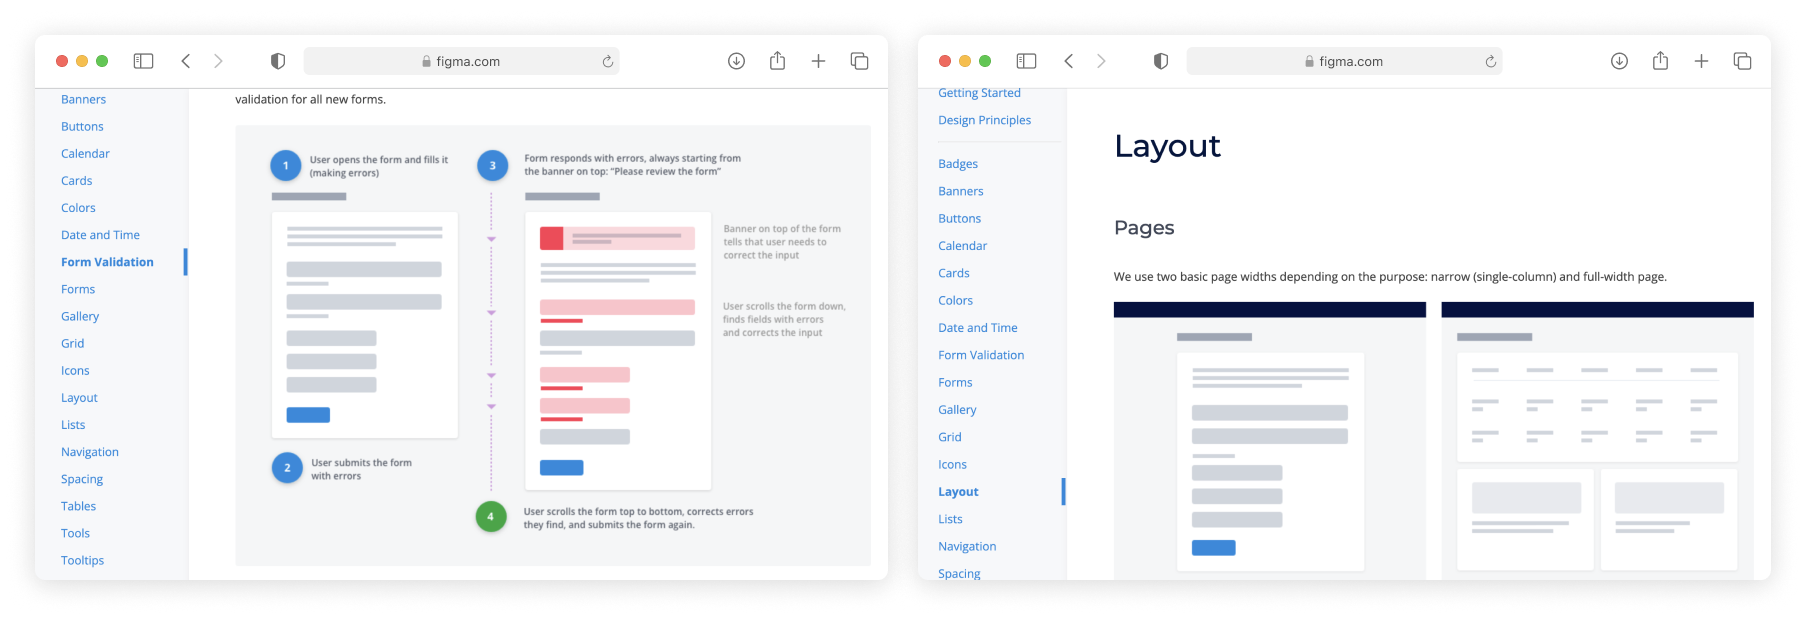 figma.com
Banners
Buttons
Calendar
Cards
Colors
Date and Time
Form Validation
Forms
Gallery
Grid
Icons
Layout
Lists
Navigation
Spacing
Tables
Tools
Tooltips
validation for all new forms.
1
User opens the form and fills it
(making errors)
2
User submits the form
with errors
3
Form responds with errors, always starting from
the banner on top: “Please review the form”
Banner on top of the form
tells that user needs to
correct the input
User scrolls the form down,
finds fields with errors
and corrects the input
4
User scrolls the form top to bottom, corrects errors
they find, and submits the form again.
figma.com
Getting Started
Design Principles
Badges
Banners
Buttons
Calendar
Cards
Colors
Date and Time
Form Validation
Forms
Gallery
Grid
Icons
Layout
Lists
Navigation
Spacing
Layout
Pages
We use two basic page widths depending on the purpose: narrow (single-column) and full-width page.